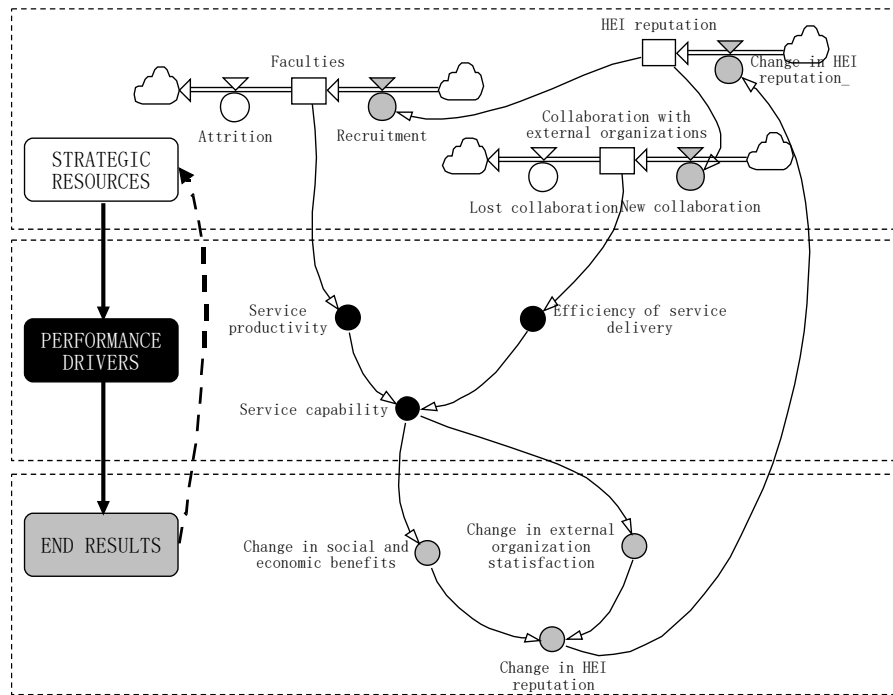 HEI reputation
Change in HEI
reputation_
Faculties
Attrition
Recruitment
Collaboration with
external organizations
Lost collaboration
New collaboration
STRATEGIC
RESOURCES
Service
productivity
Efficiency of service
delivery
PERFORMANCE
DRIVERS
Service capability
END RESULTS
Change in social and
economic benefits
Change in external
organization
statisfaction
Change in HEI
reputation